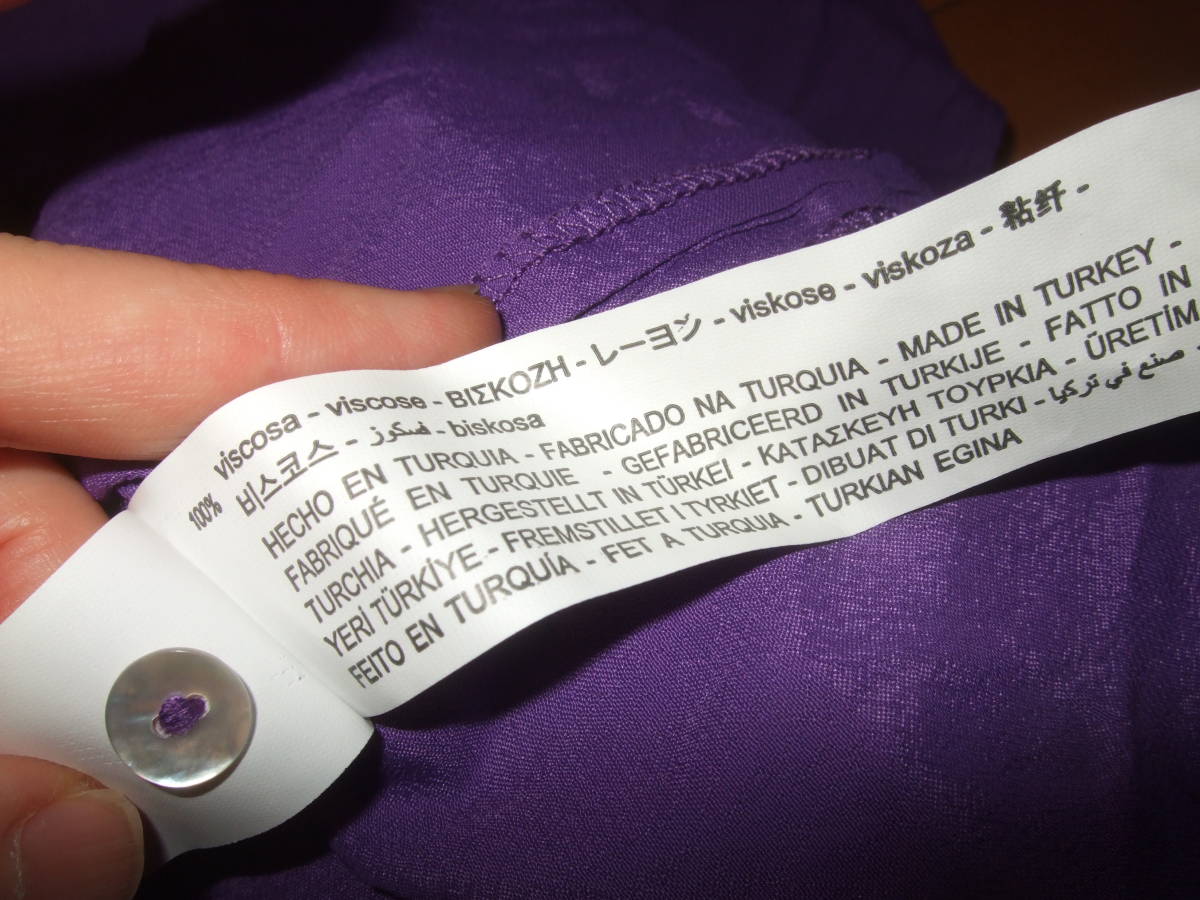 100% viscosa - viscose - ΒΙΣΚΟΖΗ - レーヨン - viskose - viskoza - 粘纤 -
비스코스 - فسكوز - biskosa
HECHO EN TURQUIA - FABRICADO NA TURQUIA - MADE IN TURKEY -
FABRIQUÉ EN TURQUIE - GEFABRICEERD IN TURKIJE - FATTO IN
TURCHIA - HERGESTELLT IN TÜRKEI - ΚΑΤΑΣΚΕΥΗ ΤΟΥΡΚΙΑ - ÜRETİM
YERİ TÜRKİYE - FREMSTILLET I TYRKIET - DIBUAT DI TURKI - صنع في تركيا -
FEITO EN TURQUÍA - FET A TURQUIA - TURKIAN EGINA